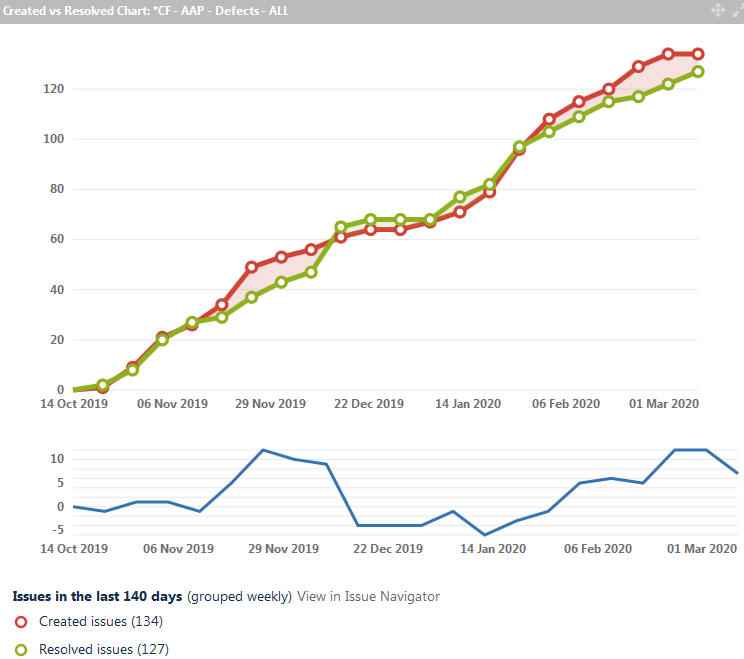 Created vs Resolved Chart: "CF - AAP - Defects - ALL
120
100
80
60
40
20
0
14 Oct 2019 06 Nov 2019 29 Nov 2019 22 Dec 2019 14 Jan 2020 06 Feb 2020 01 Mar 2020
10
5
0
-5
14 Oct 2019 06 Nov 2019 29 Nov 2019 22 Dec 2019 14 Jan 2020 06 Feb 2020 01 Mar 2020
Issues in the last 140 days (grouped weekly) View in Issue Navigator
Created issues (134)
Resolved issues (127)